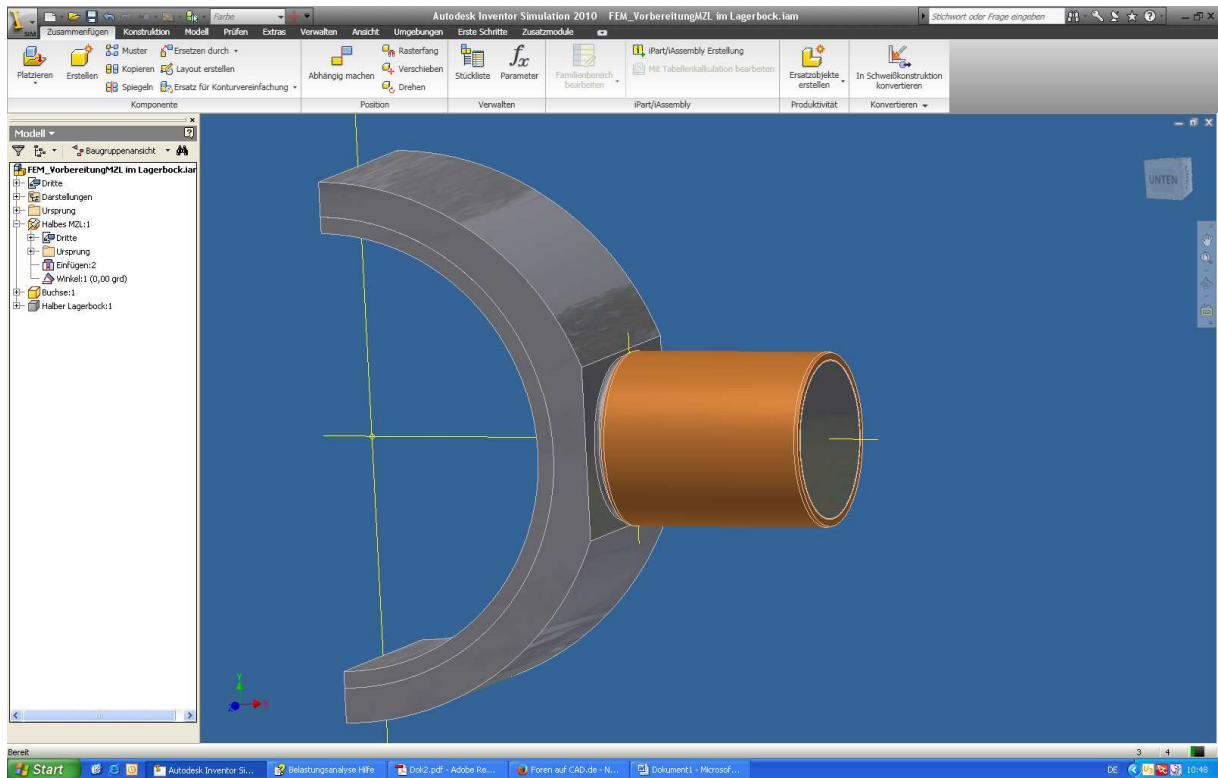 Farbe
Autodesk Inventor Simulation 2010 FEM_VorbereitungMZL im Lagerbock.iam
Stichwort oder Frage eingeben
SIM
Zusammenfügen Konstruktion Modell Prüfen Extras Verwalten Ansicht Umgebungen Erste Schritte Zusatzmodule
Platzieren
Erstellen
Muster
Kopieren
Spiegeln
Ersetzen durch
Layout erstellen
Ersatz für Konturvereinfachung
Abhängig machen
Rasterfang
Verschieben
Drehen
Stückliste
Parameter
Familienbereich
bearbeiten
iPart/iAssembly Erstellung
Mit Tabellenkalkulation bearbeiten
Ersatzobjekte
erstellen
In Schweißkonstruktion
konvertieren
Komponente Position Verwalten iPart/iAssembly Produktivität Konvertieren
Modell
Baugruppenansicht
FEM_VorbereitungMZL im Lagerbock.iar
Dritte
Darstellungen
Ursprung
Halbes MZL:1
Dritte
Ursprung
Einfügen:2
Winkel:1 (0,00 grd)
Buchse:1
Halber Lagerbock:1
UNTEN
Y
X
Z
Bereit
3 4
Start
Autodesk Inventor Si...
Belastungsanalyse Hilfe
Dok2.pdf - Adobe Re...
Foren auf CAD.de - N...
Dokument1 - Microsof...
DE
10:48